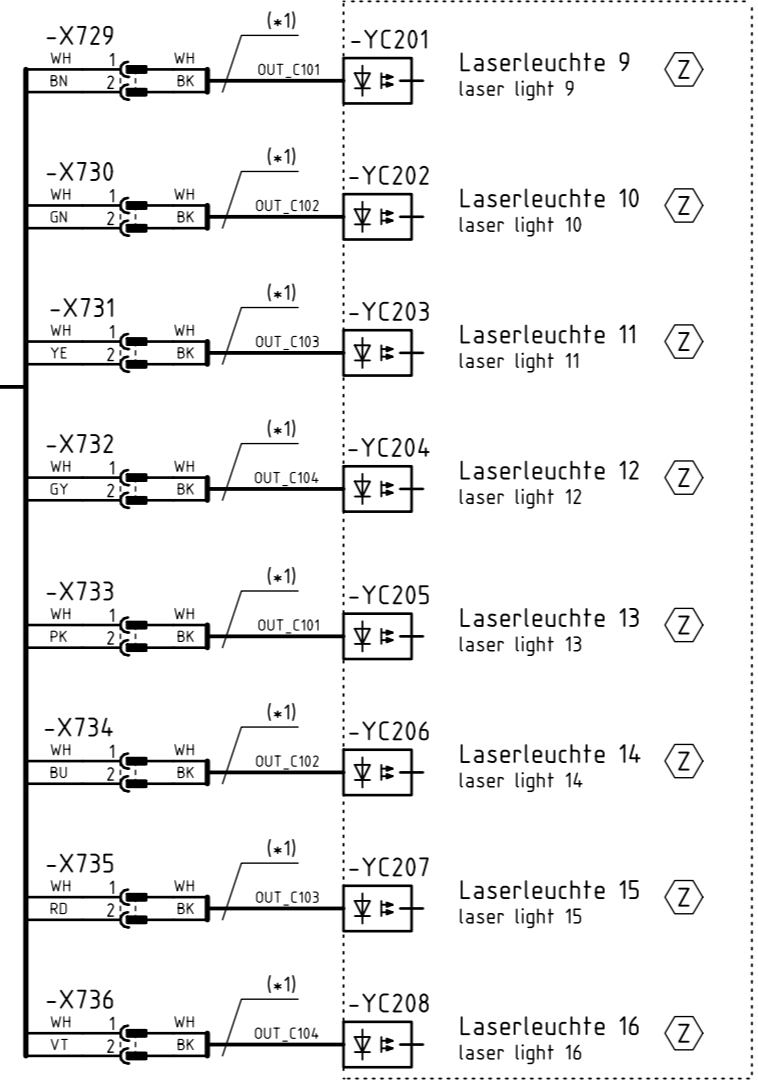 (*1)
-X729
-YC201
WH 1 WH
OUT_C101
Laserleuchte 9
Z
BN 2 BK
laser light 9
(*1)
-X730
-YC202
WH 1 WH
OUT_C102
Laserleuchte 10
Z
GN 2 BK
laser light 10
(*1)
-X731
-YC203
WH 1 WH
OUT_C103
Laserleuchte 11
Z
YE 2 BK
laser light 11
(*1)
-X732
-YC204
WH 1 WH
OUT_C104
Laserleuchte 12
Z
GY 2 BK
laser light 12
(*1)
-X733
-YC205
WH 1 WH
OUT_C101
Laserleuchte 13
Z
PK 2 BK
laser light 13
(*1)
-X734
-YC206
WH 1 WH
OUT_C102
Laserleuchte 14
Z
BU 2 BK
laser light 14
(*1)
-X735
-YC207
WH 1 WH
OUT_C103
Laserleuchte 15
Z
RD 2 BK
laser light 15
(*1)
-X736
-YC208
WH 1 WH
OUT_C104
Laserleuchte 16
Z
VT 2 BK
laser light 16